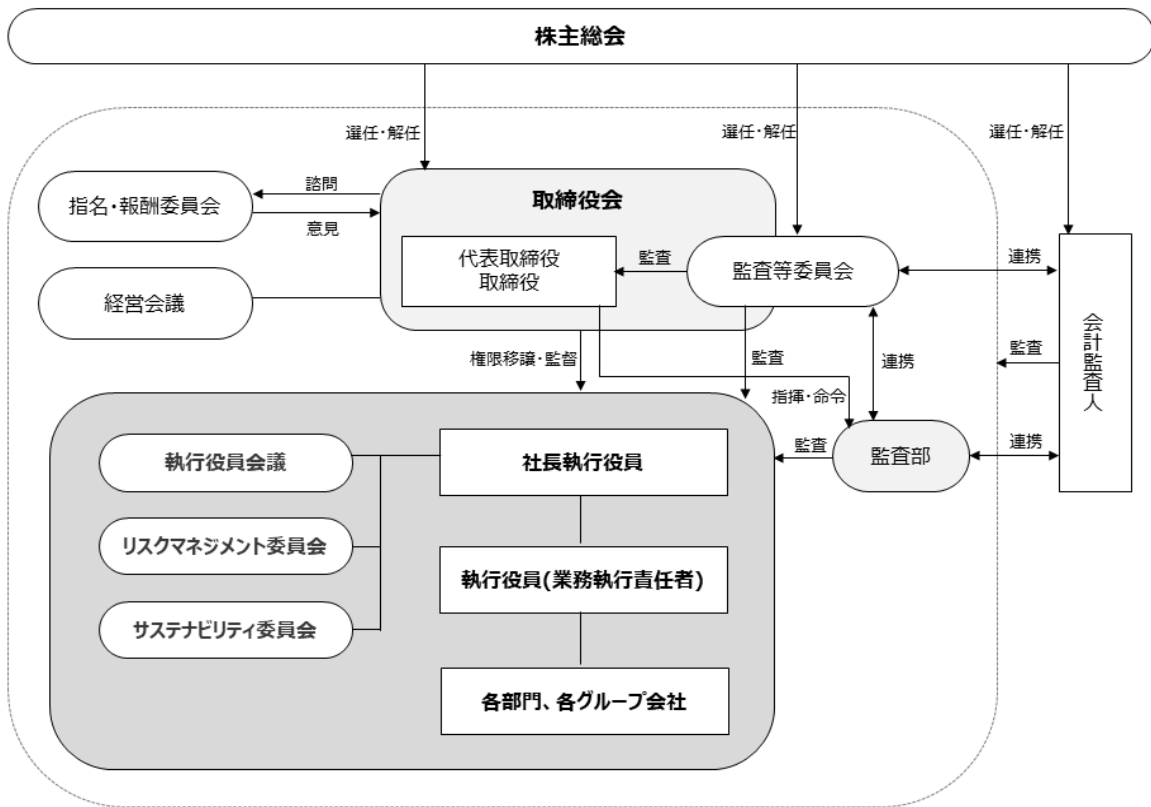 株主総会
選任・解任
選任・解任
選任・解任
諮問
指名・報酬委員会
意見
取締役会
代表取締役
取締役
監査
監査等委員会
連携
経営会議
会計監査人
権限移譲・監督
監査
連携
監査
指揮・命令
執行役員会議
社長執行役員
監査
監査部
連携
リスクマネジメント委員会
執行役員(業務執行責任者)
サステナビリティ委員会
各部門、各グループ会社